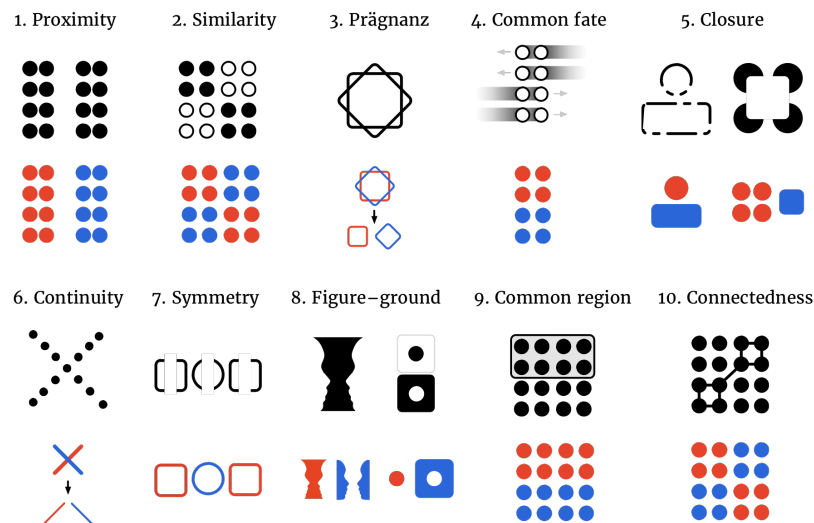 1. Proximity
2. Similarity
3. Prägnanz
4. Common fate
5. Closure
6. Continuity
7. Symmetry
8. Figure–ground
9. Common region
10. Connectedness